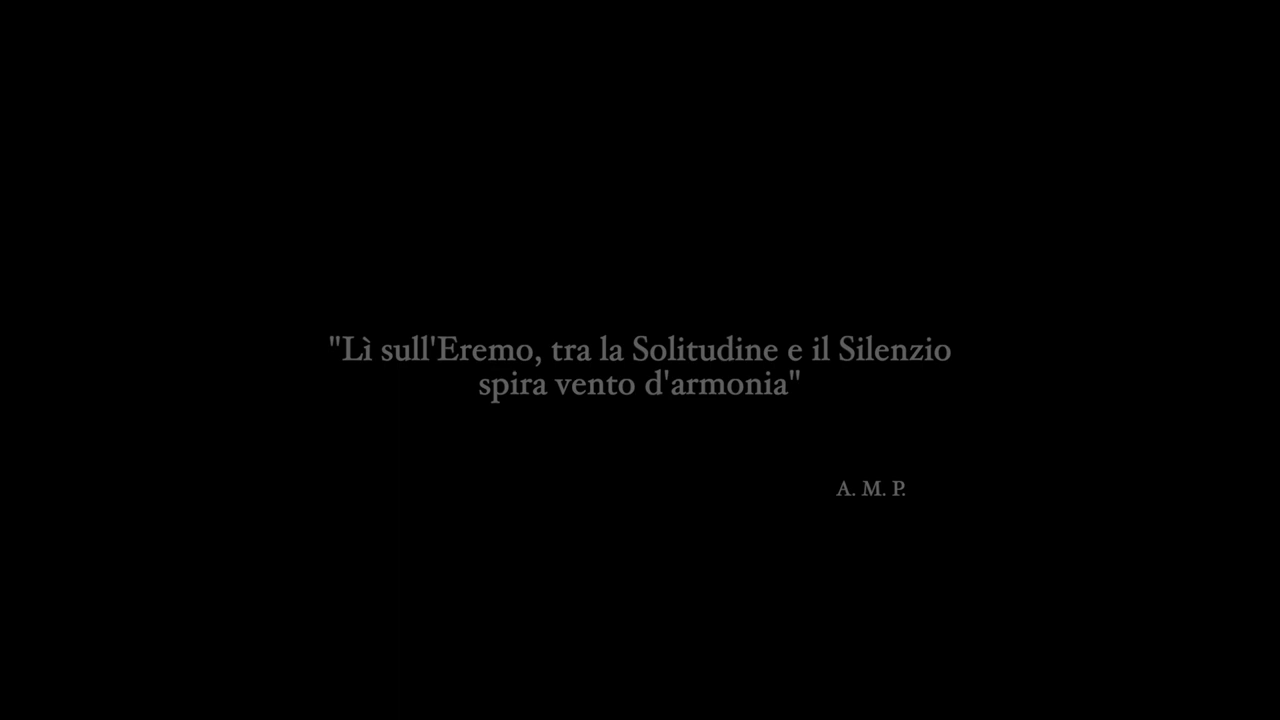 "Lì sull'Eremo, tra la Solitudine e il Silenzio
spira vento d'armonia"
A. M. P.